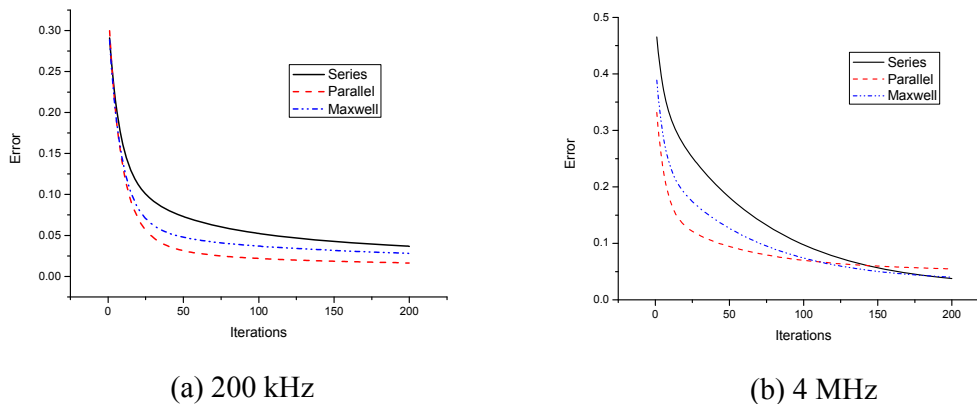 0.30
0.25
0.20
0.15
0.10
0.05
0.00
Error
Series
Parallel
Maxwell
0
50
100
150
200
Iterations
(a) 200 kHz
0.5
0.4
0.3
0.2
0.1
0.0
Error
Series
Parallel
Maxwell
0
50
100
150
200
Iterations
(b) 4 MHz